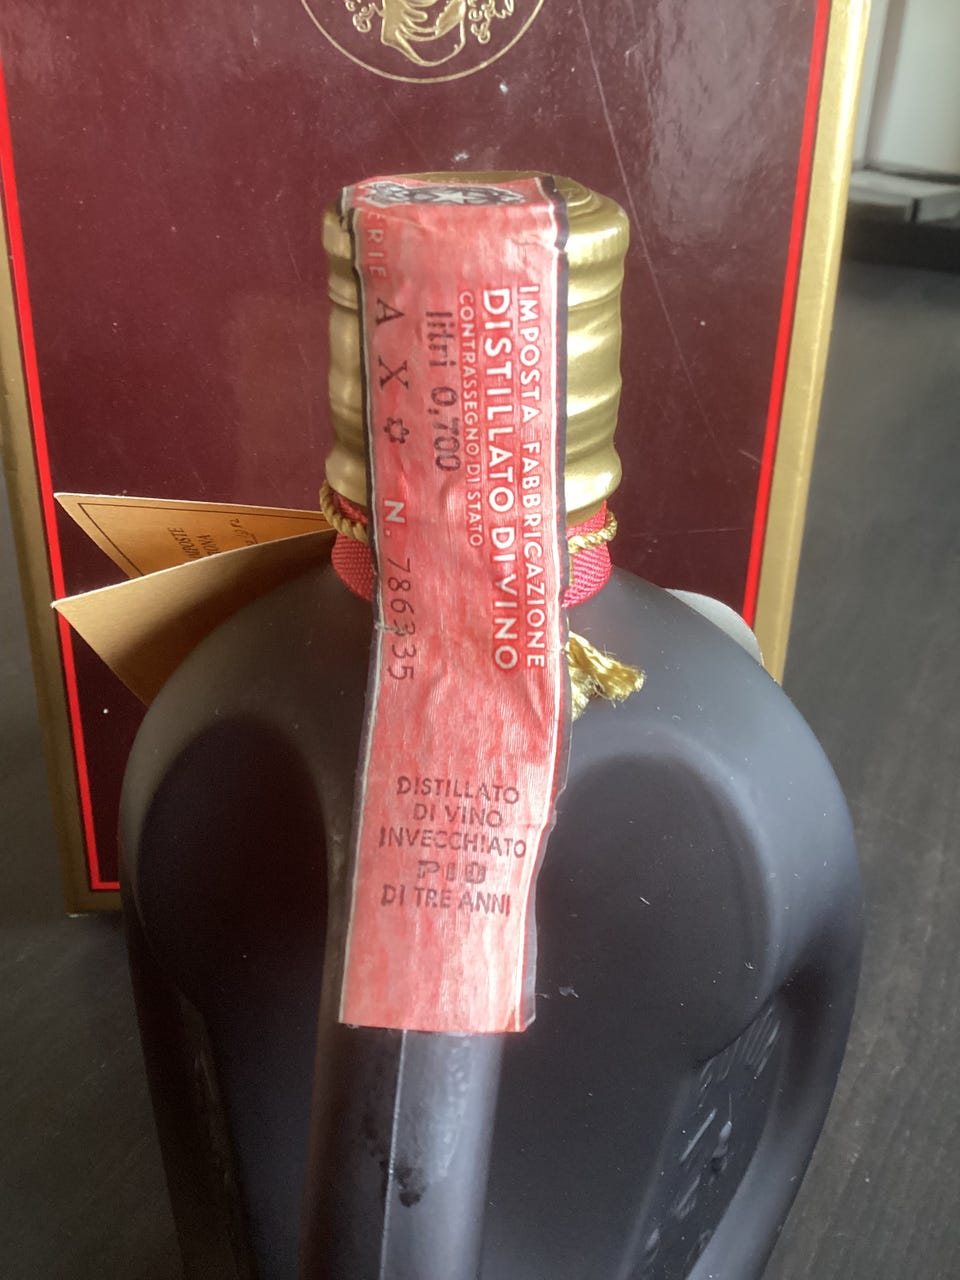 IMPOSTA FABBRICAZIONE
DISTILLATO DI VINO
CONTRASSEGNO DI STATO
litri 0,700
ERIE A X
N. 786335
DISTILLATO
DI VINO
INVECCHIATO
PIÙ
DI TRE ANNI